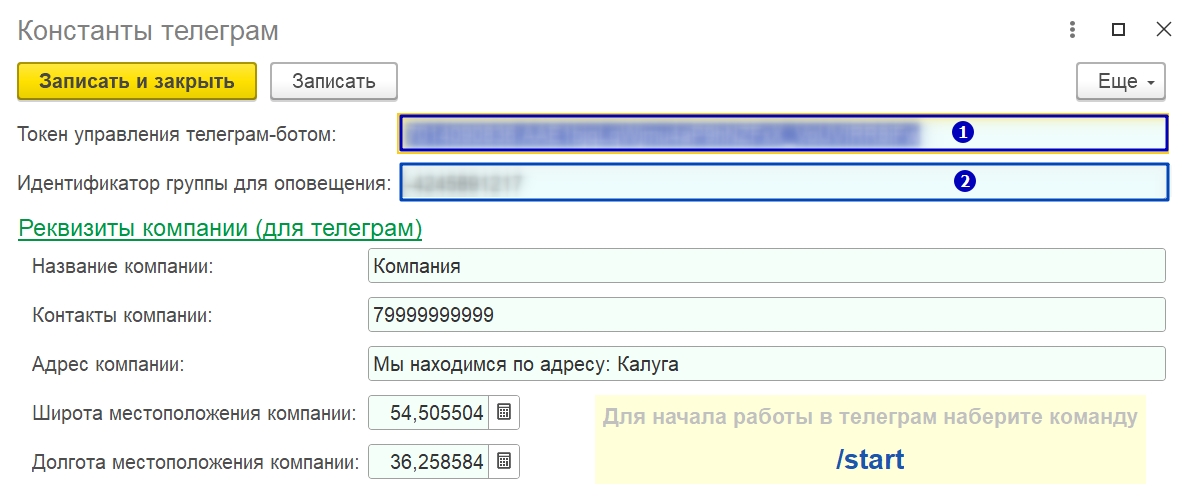 Константы телеграм
Записать и закрыть Записать Еще
Токен управления телеграм-ботом: 1
Идентификатор группы для оповещения: 2
Реквизиты компании (для телеграм)
Название компании: Компания
Контакты компании: 79999999999
Адрес компании: Мы находимся по адресу: Калуга
Широта местоположения компании: 54,505504
Для начала работы в телеграм наберите команду
Долгота местоположения компании: 36,258584
/start